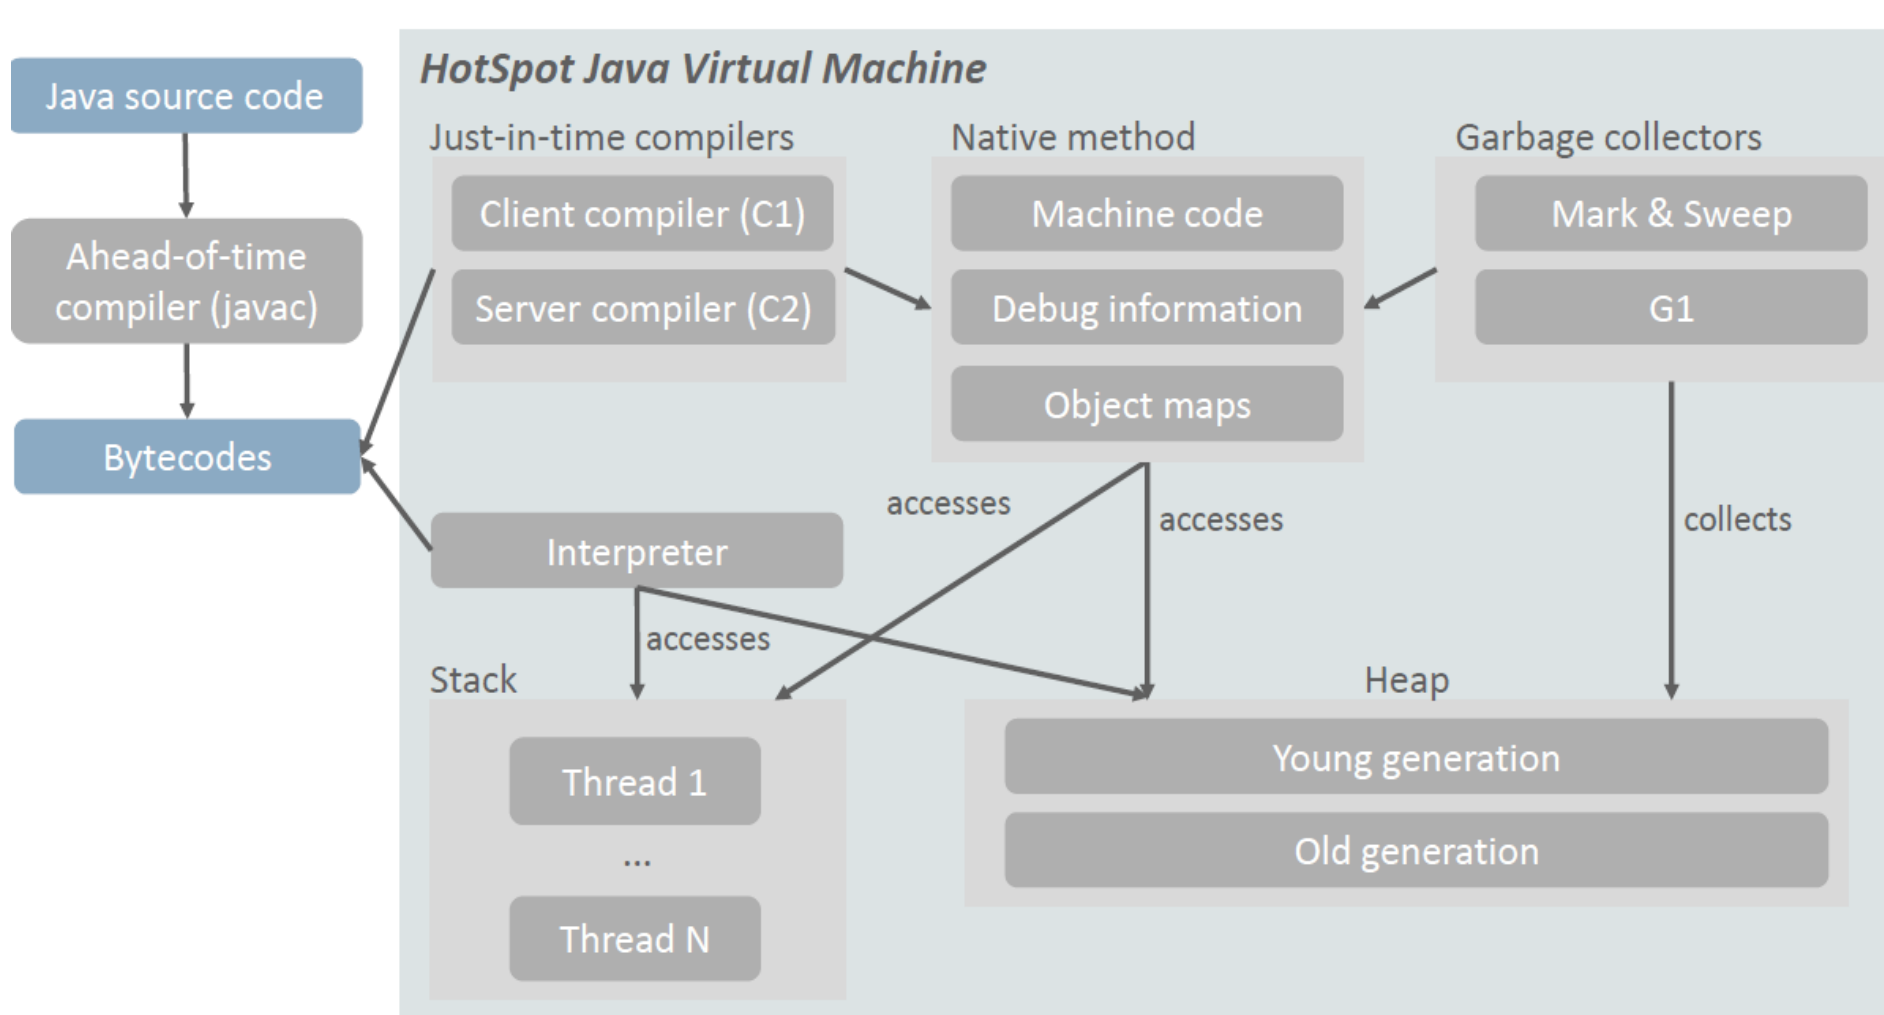 HotSpot Java Virtual Machine
Java source code
Ahead-of-time
compiler (javac)
Bytecodes
Just-in-time compilers
Client compiler (C1)
Server compiler (C2)
Native method
Machine code
Debug information
Object maps
Garbage collectors
Mark & Sweep
G1
accesses
accesses
collects
Interpreter
accesses
Stack
Thread 1
...
Thread N
Heap
Young generation
Old generation